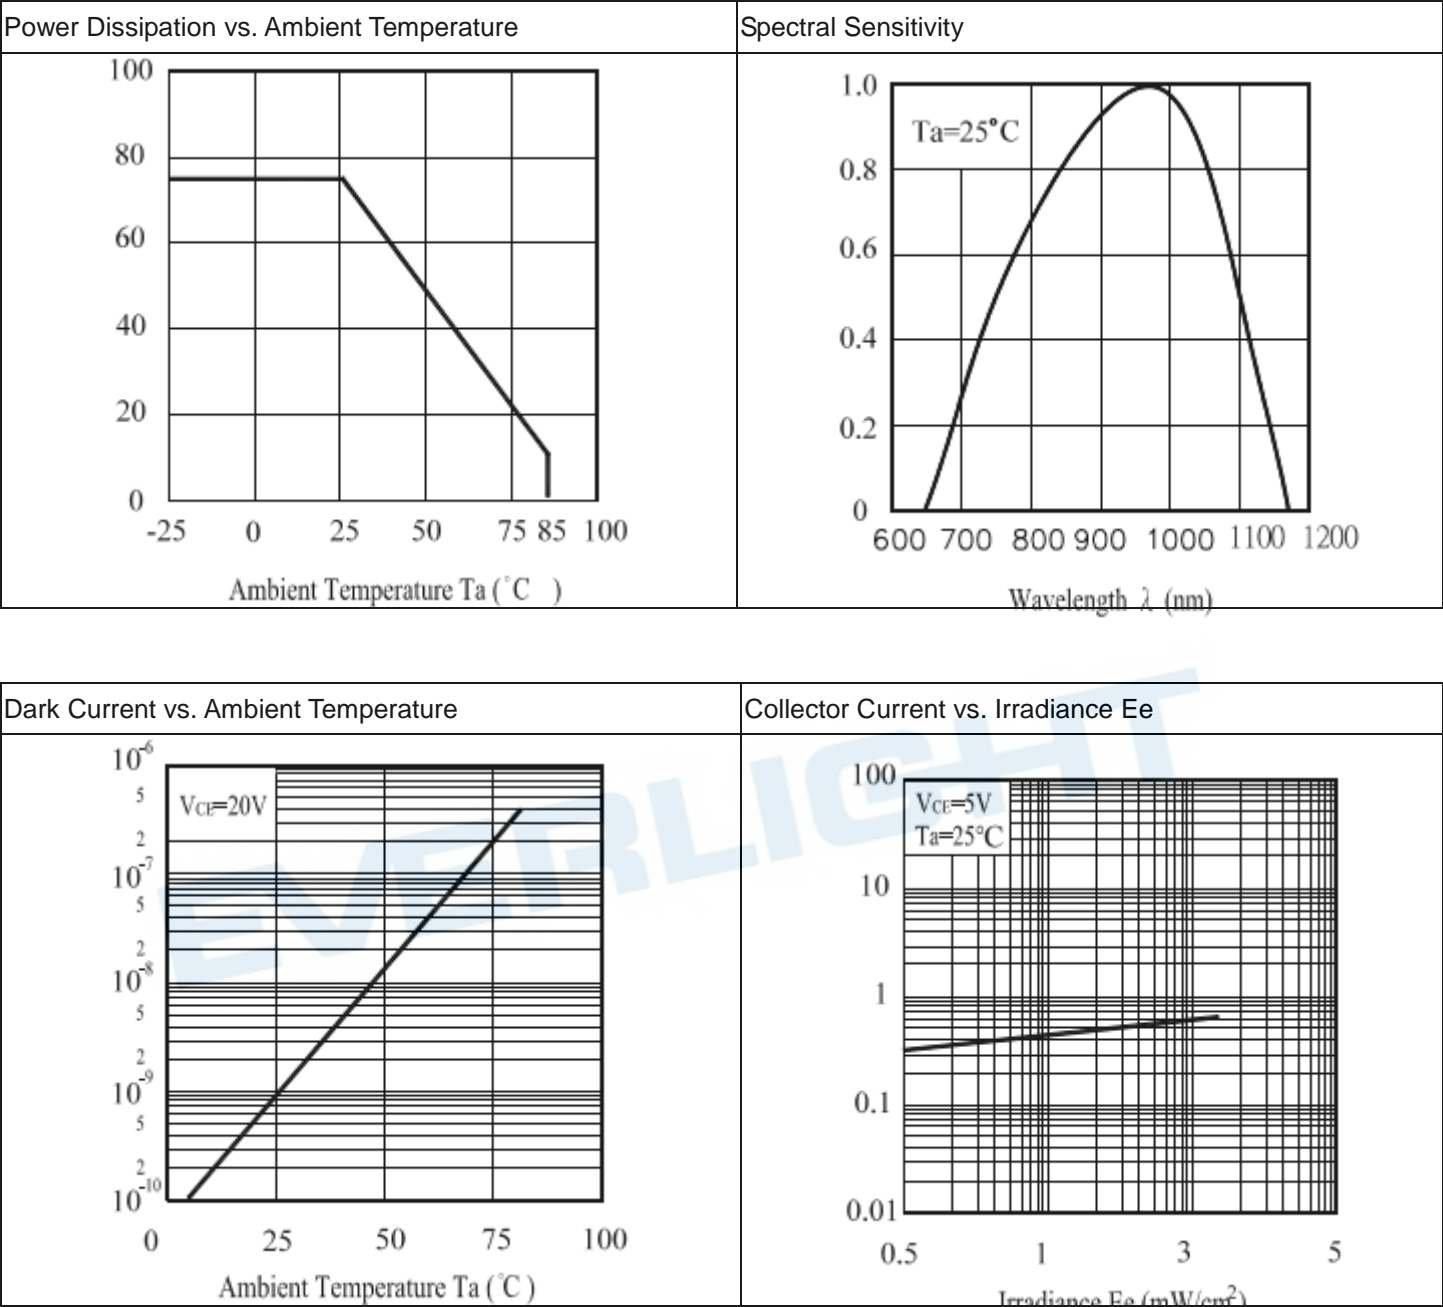 Power Dissipation vs. Ambient Temperature
100
80
60
40
20
0
-25 0 25 50 75 85 100
Ambient Temperature Ta (°C )
Spectral Sensitivity
1.0
Ta=25°C
0.8
0.6
0.4
0.2
0
600 700 800 900 1000 1100 1200
Wavelength λ (nm)
Dark Current vs. Ambient Temperature
10⁻⁶
5
VCE=20V
2
10⁻⁷
5
2
10⁻⁸
5
2
10⁻⁹
5
2
10⁻¹⁰
0 25 50 75 100
Ambient Temperature Ta (°C )
Collector Current vs. Irradiance Ee
100
VCE=5V
Ta=25°C
10
1
0.1
0.01
0.5 1 3 5
Irradiance Ee (mW/cm²)
EVERLIGHT